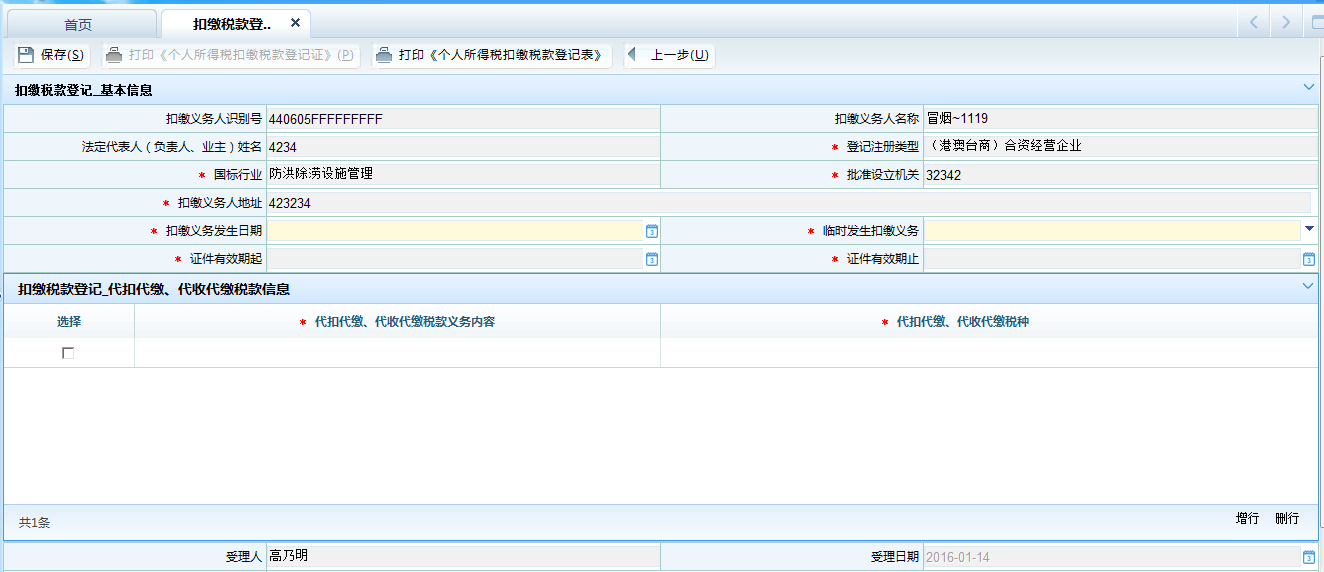 首页 扣缴税款登..
保存(S) 打印《个人所得税扣缴税款登记证》(P) 打印《个人所得税扣缴税款登记表》 上一步(U)
扣缴税款登记_基本信息
扣缴义务人识别号 440605FFFFFFFFF 扣缴义务人名称 冒烟~1119
法定代表人（负责人、业主）姓名 4234 * 登记注册类型 （港澳台商）合资经营企业
* 国标行业 防洪除涝设施管理 * 批准设立机关 32342
* 扣缴义务人地址 423234
* 扣缴义务发生日期 * 临时发生扣缴义务
* 证件有效期起 * 证件有效期止
扣缴税款登记_代扣代缴、代收代缴税款信息
选择 * 代扣代缴、代收代缴税款义务内容 * 代扣代缴、代收代缴税种
共1条 增行 删行
受理人 高乃明 受理日期 2016-01-14